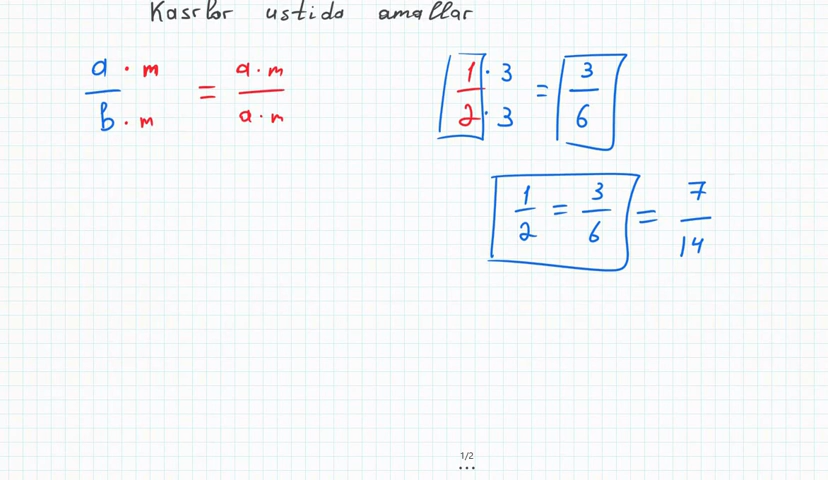 Kasrlar ustida amallar
a · m / b · m = a · m / a · m
1 · 3 / 2 · 3 = 3 / 6
1 / 2 = 3 / 6 = 7 / 14
1/2